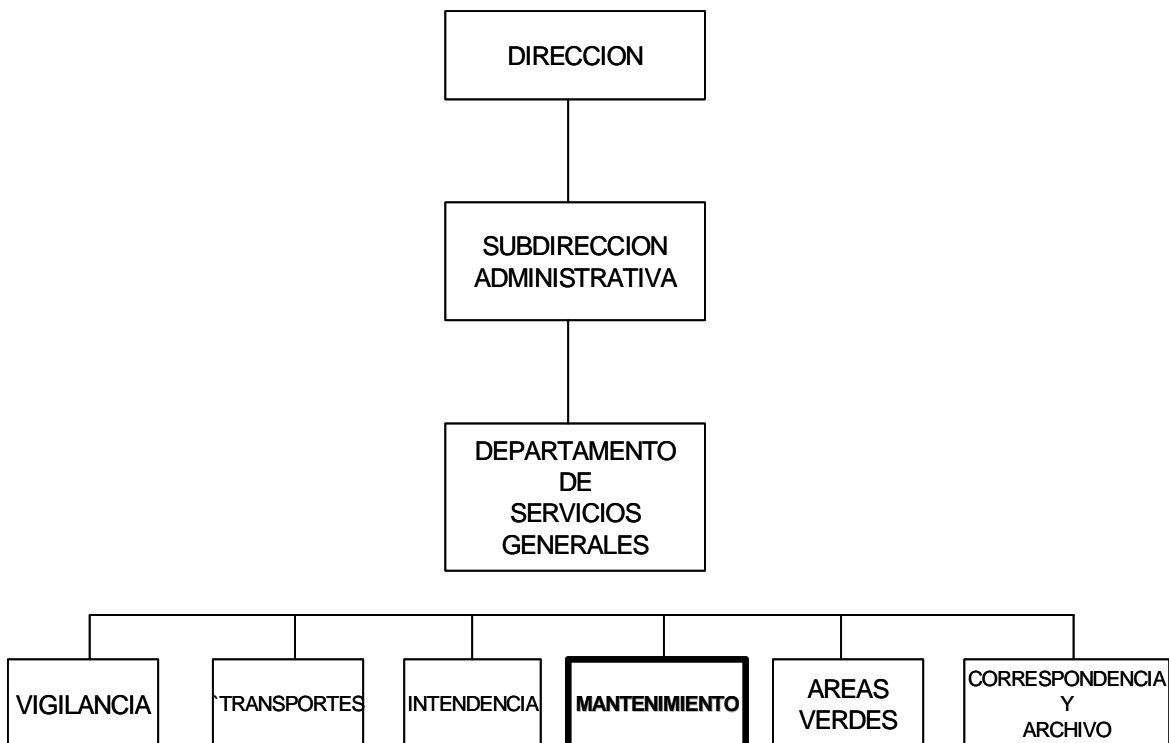 DIRECCION
SUBDIRECCION
ADMINISTRATIVA
DEPARTAMENTO
DE
SERVICIOS
GENERALES
VIGILANCIA
`TRANSPORTES
INTENDENCIA
MANTENIMIENTO
AREAS
VERDES
CORRESPONDENCIA
Y
ARCHIVO